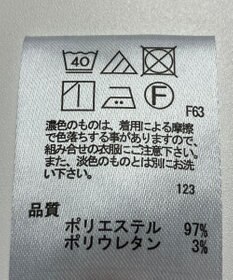 40
F
F63
濃色のものは、着用による摩擦
で色落ちする事がありますので、
組み合せの衣服にご注意下さい。
また、淡色のものとは別にお洗
い下さい。
123
品質
ポリエステル 97%
ポリウレタン 3%